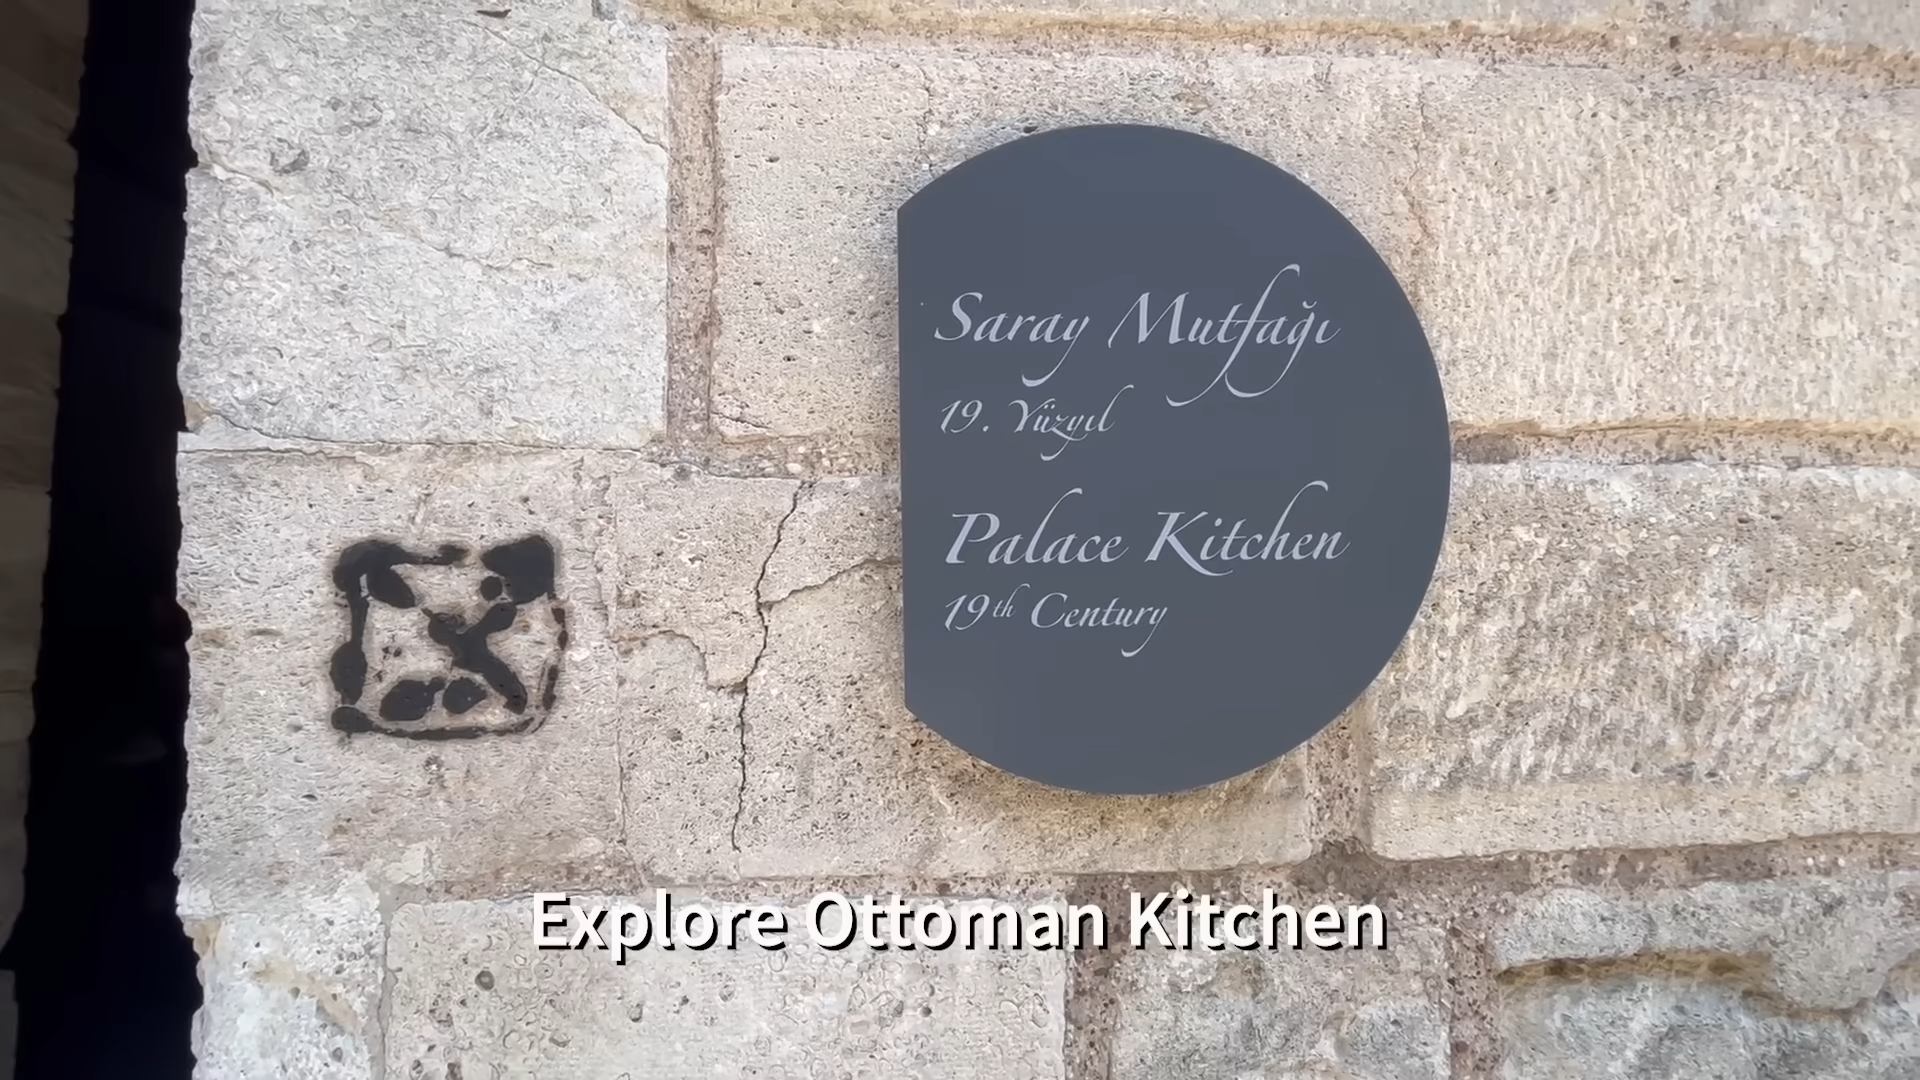 Saray Mutfağı
19. Yüzyıl
Palace Kitchen
19th Century
Explore Ottoman Kitchen